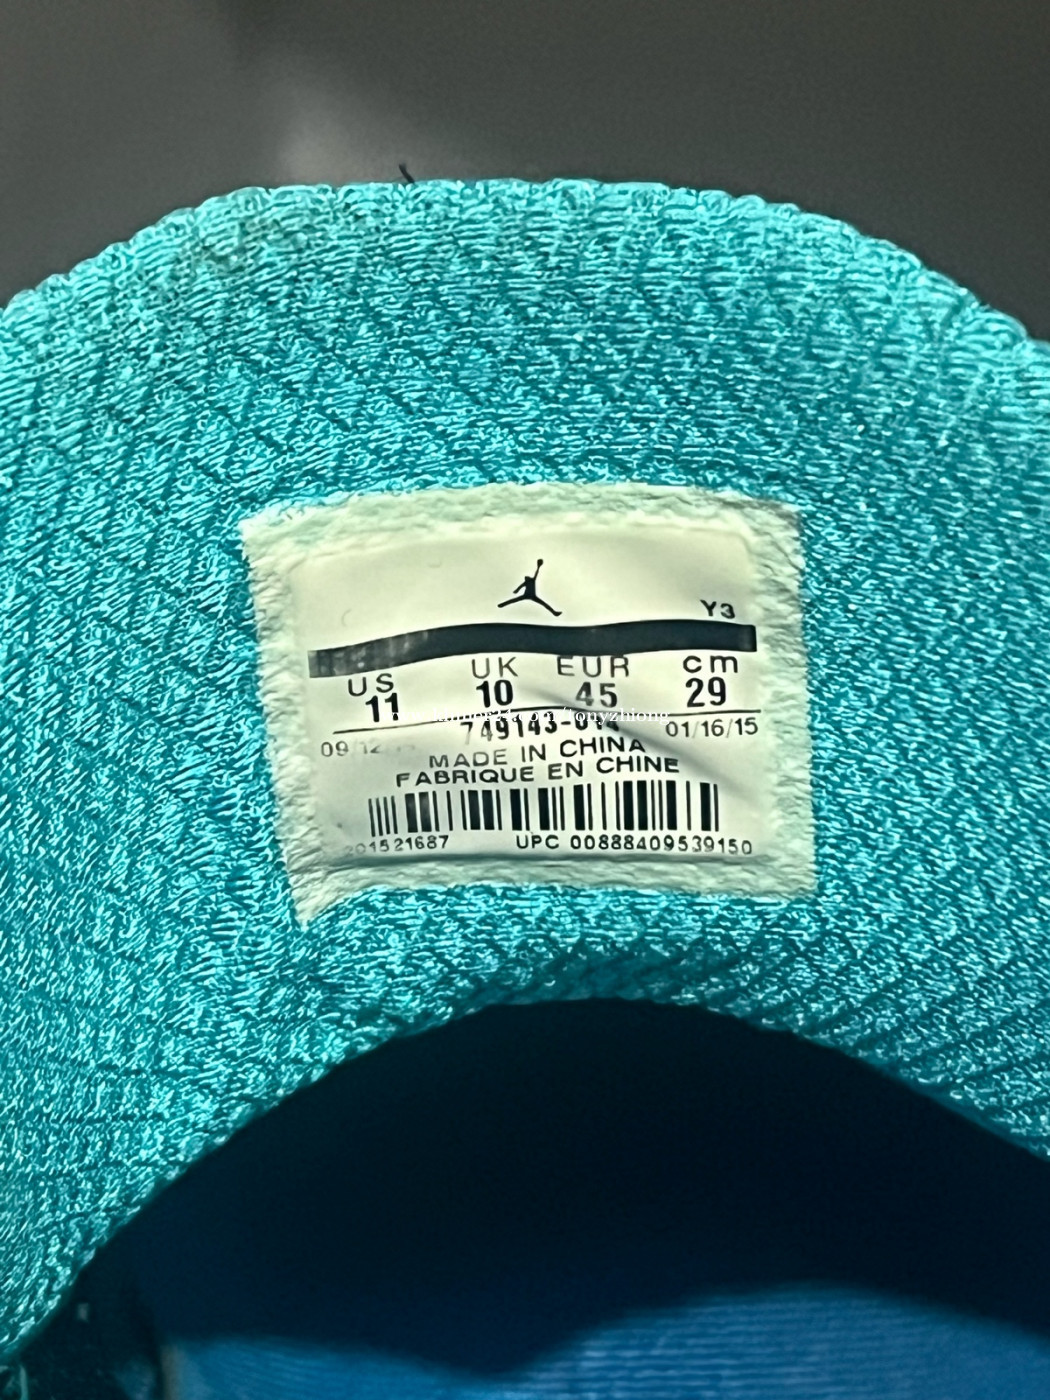 Y3
US UK EUR cm
11 10 45 29
01/16/15
MADE IN CHINA
FABRIQUE EN CHINE
UPC 00888409539150